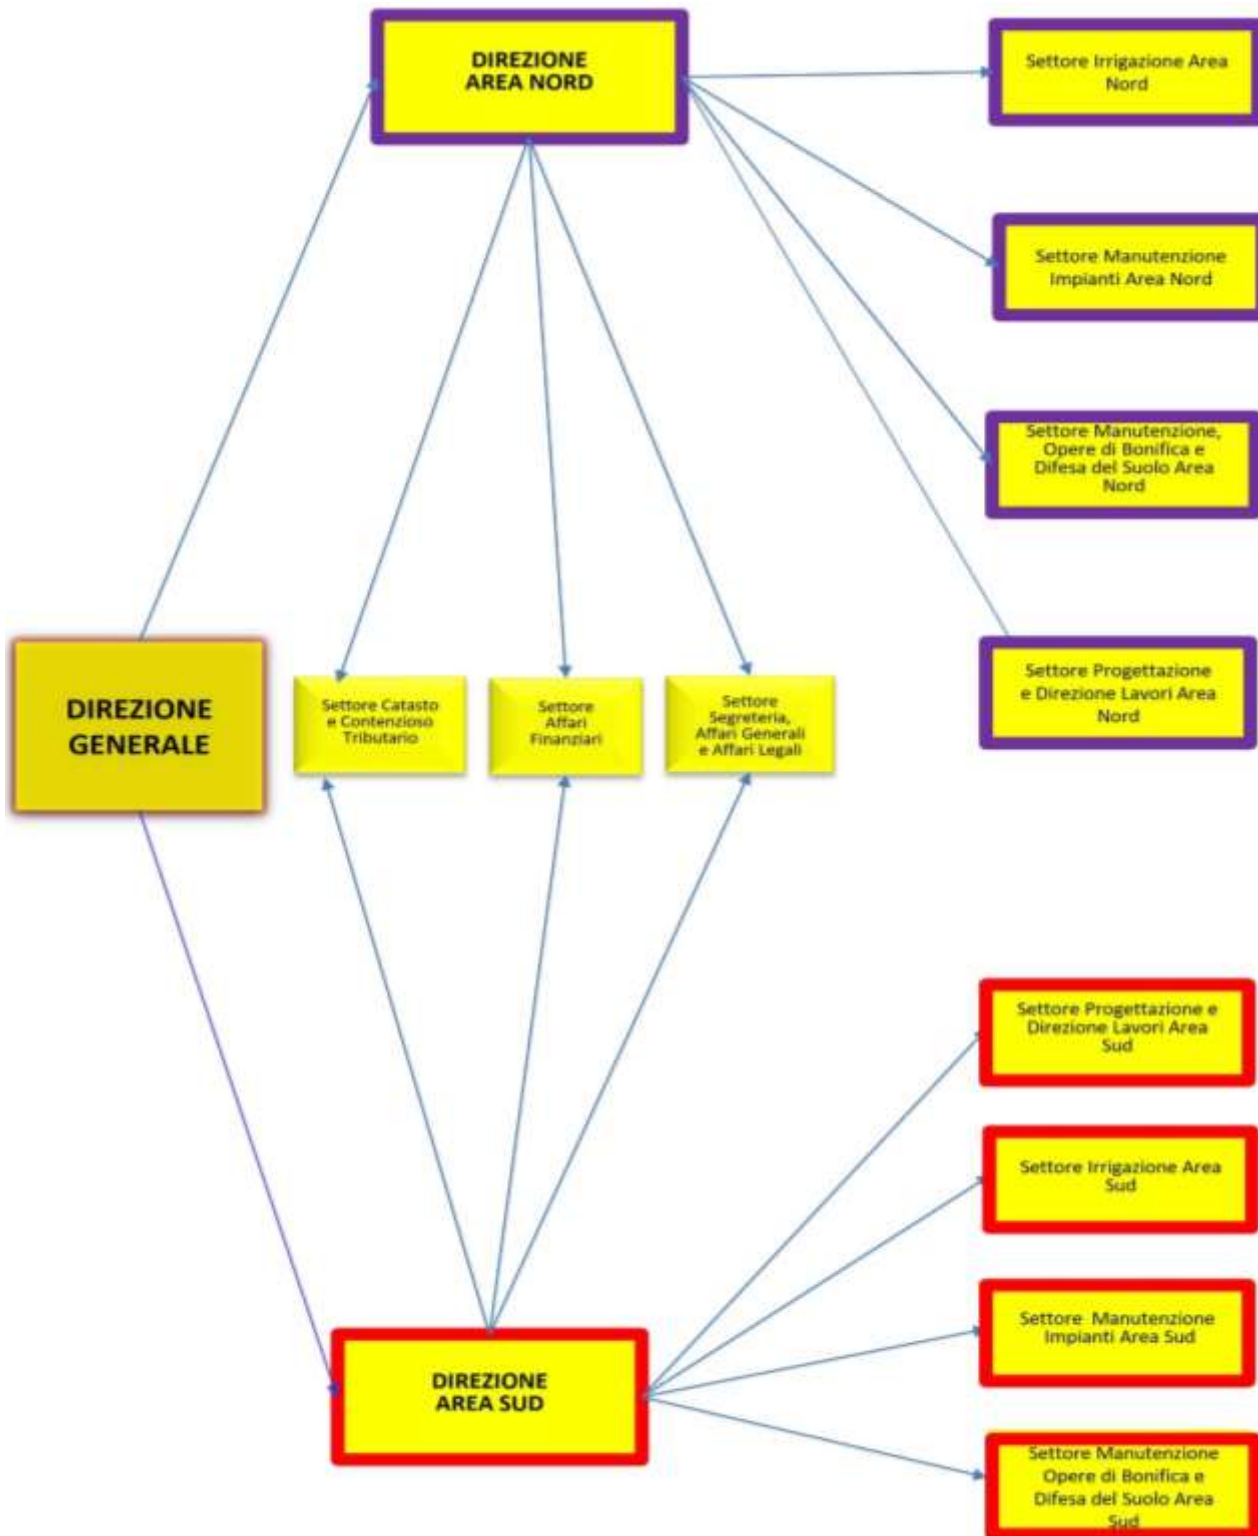 DIREZIONE
AREA NORD
Settore Irrigazione Area
Nord
Settore Manutenzione
Impianti Area Nord
Settore Manutenzione,
Opere di Bonifica e
Difesa del Suolo Area
Nord
Settore Progettazione
e Direzione Lavori Area
Nord
DIREZIONE
GENERALE
Settore Catasto
e Contenzioso
Tributario
Settore
Affari
Finanziari
Settore
Segreteria,
Affari Generali
e Affari Legali
Settore Progettazione e
Direzione Lavori Area
Sud
Settore Irrigazione Area
Sud
Settore Manutenzione
Impianti Area Sud
DIREZIONE
AREA SUD
Settore Manutenzione
Opere di Bonifica e
Difesa del Suolo Area
Sud